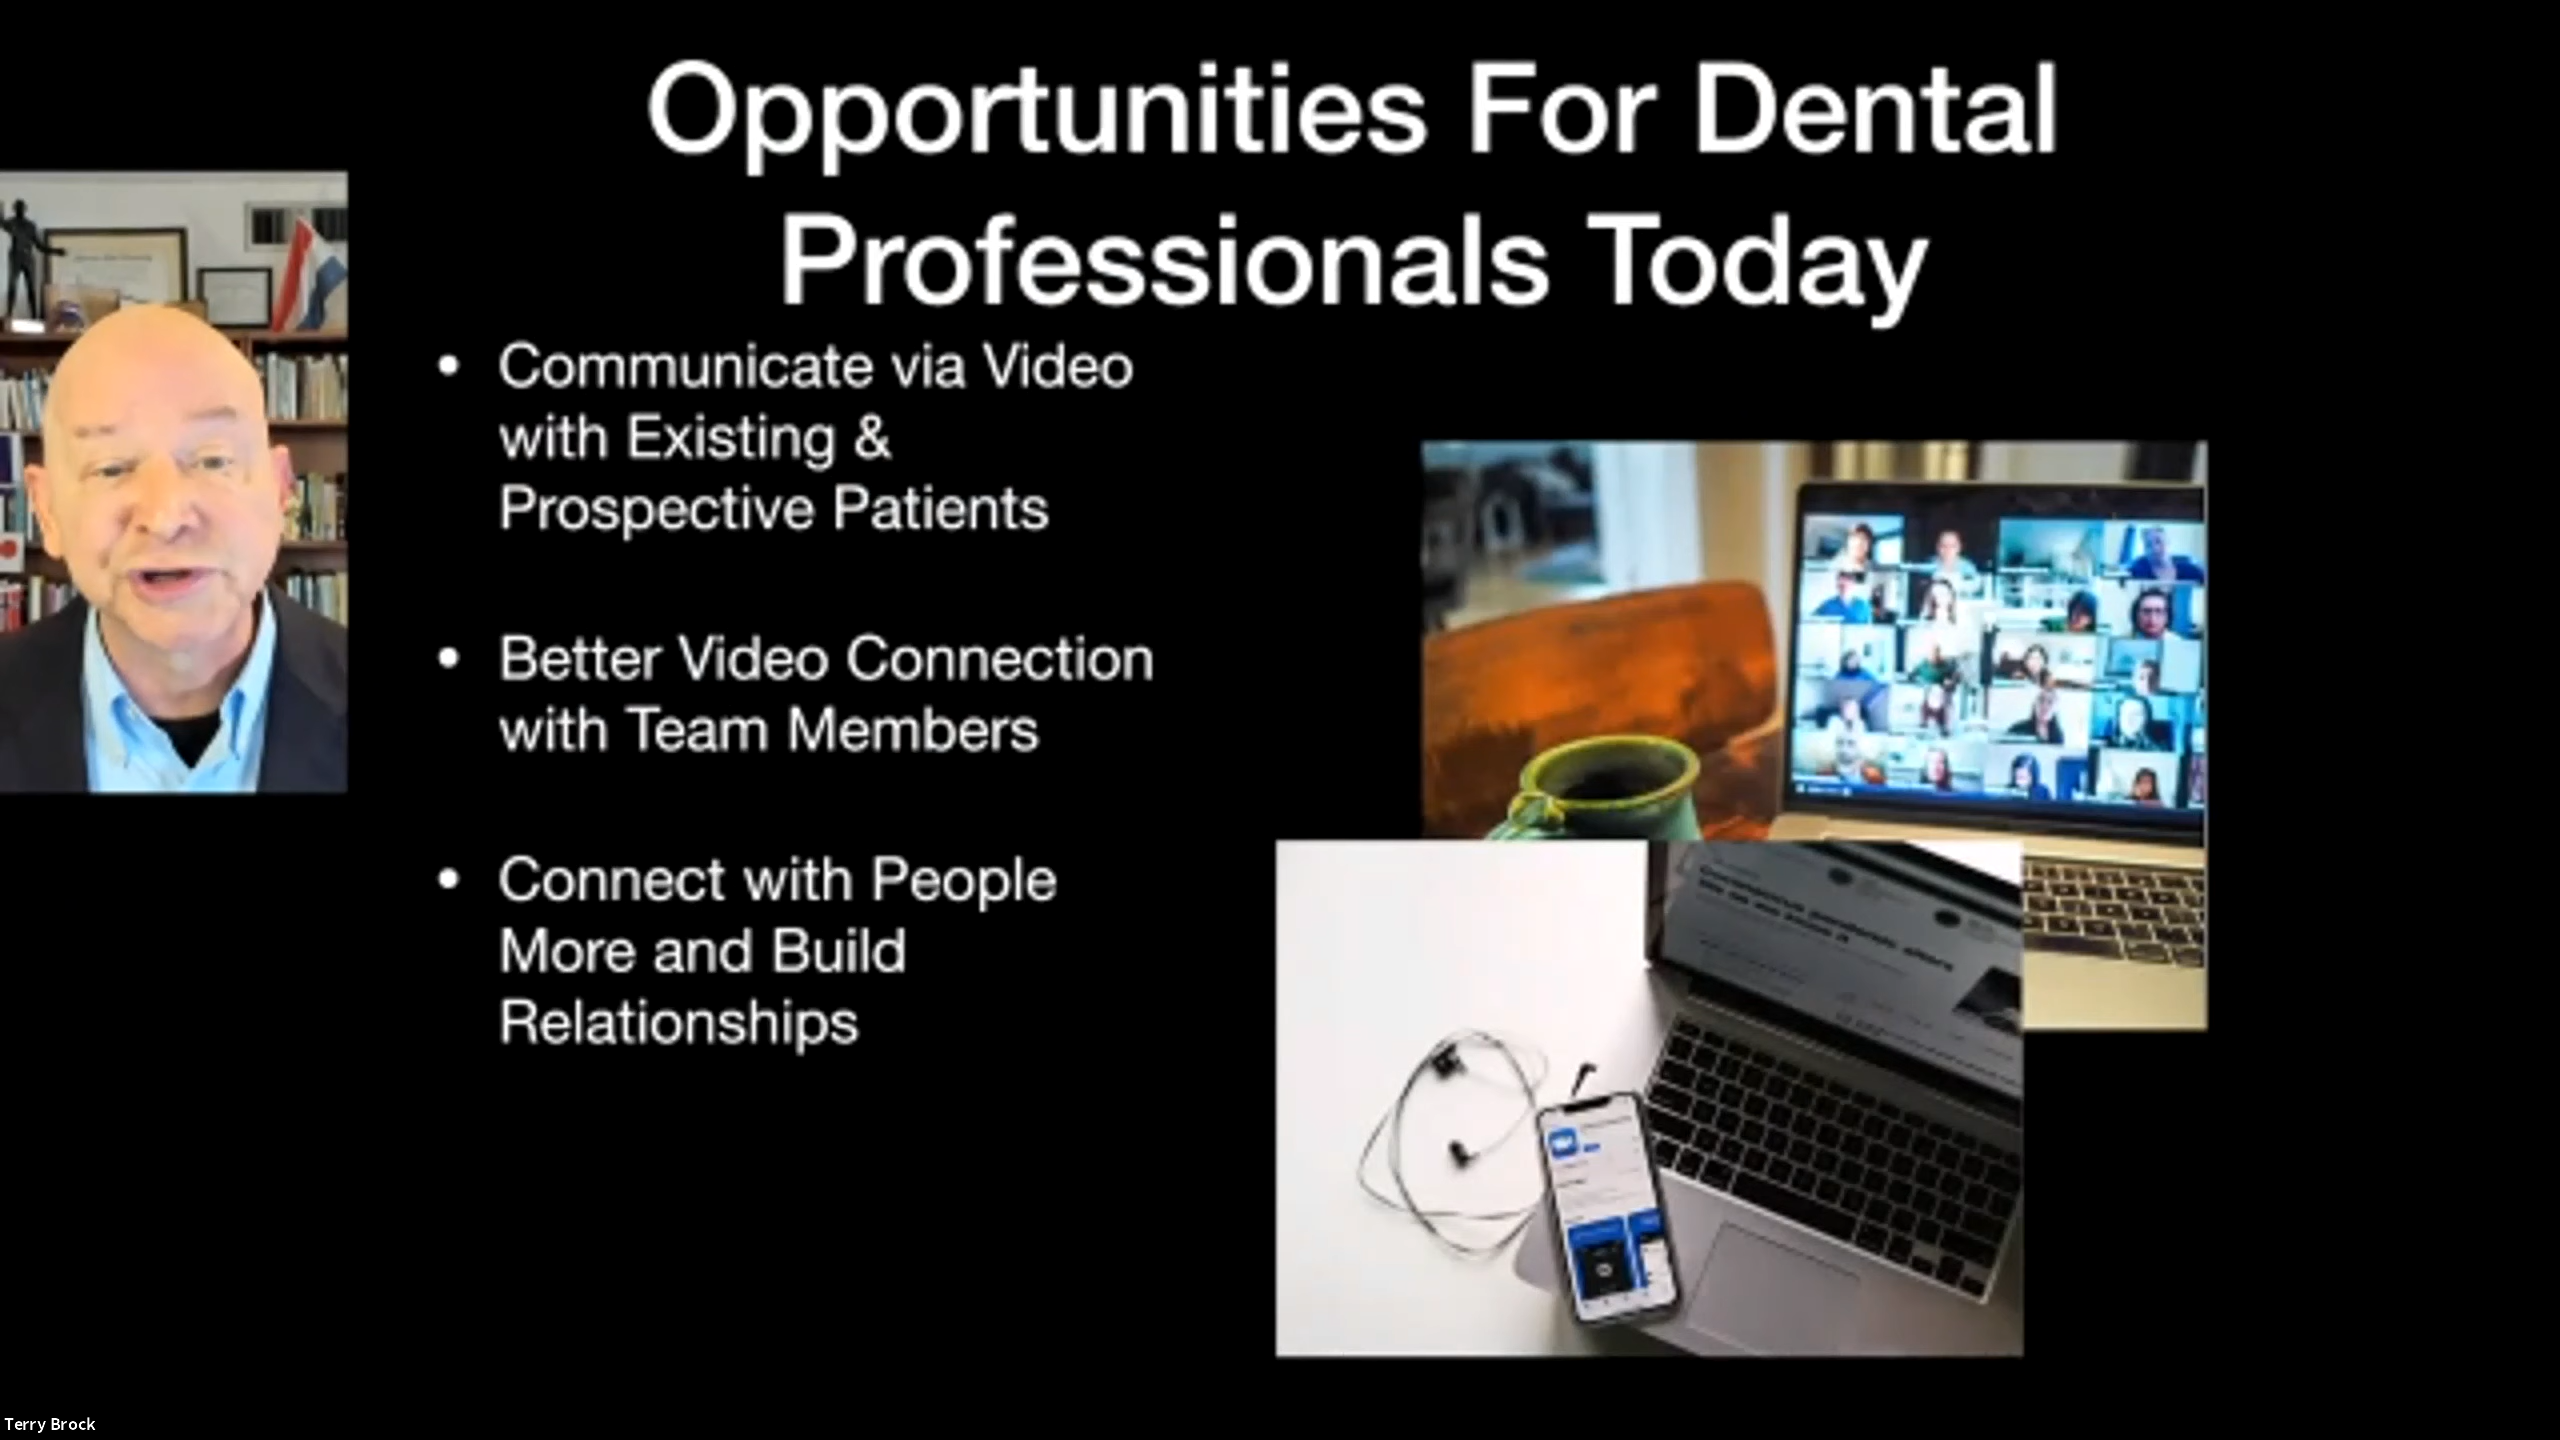 Opportunities For Dental
Professionals Today
• Communicate via Video
with Existing &
Prospective Patients
• Better Video Connection
with Team Members
• Connect with People
More and Build
Relationships
Terry Brock